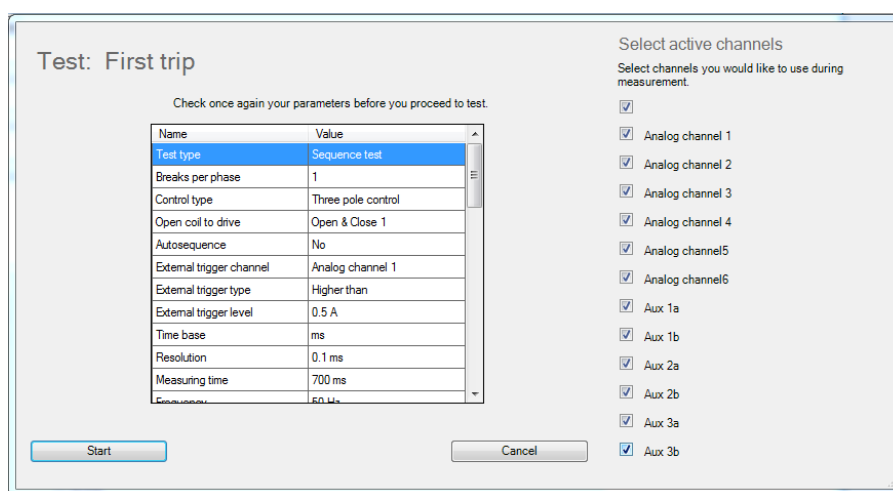 Test: First trip
Check once again your parameters before you proceed to test.
Name Value
Test type Sequence test
Breaks per phase 1
Control type Three pole control
Open coil to drive Open & Close 1
Autosequence No
External trigger channel Analog channel 1
External trigger type Higher than
External trigger level 0.5 A
Time base ms
Resolution 0.1 ms
Measuring time 700 ms
Frequency 50 Hz
Start
Cancel
Select active channels
Select channels you would like to use during
measurement.
Analog channel 1
Analog channel 2
Analog channel 3
Analog channel 4
Analog channel5
Analog channel6
Aux 1a
Aux 1b
Aux 2a
Aux 2b
Aux 3a
Aux 3b